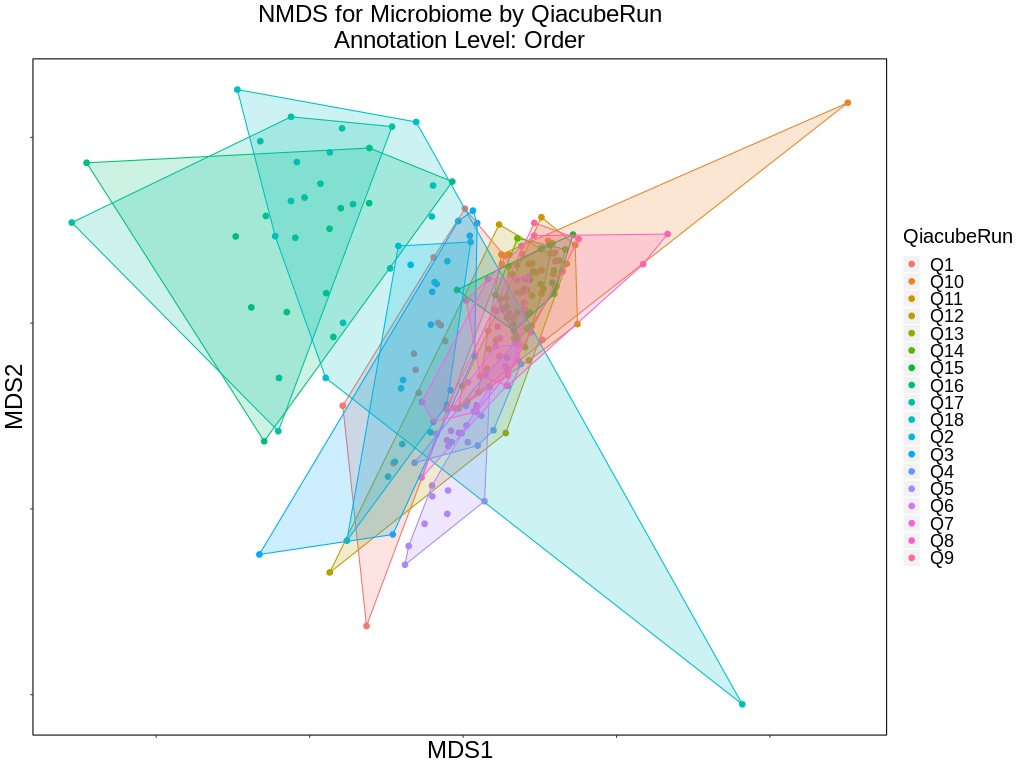 NMDS for Microbiome by QiacubeRun
Annotation Level: Order
MDS2
MDS1
QiacubeRun
Q1
Q10
Q11
Q12
Q13
Q14
Q15
Q16
Q17
Q18
Q2
Q3
Q4
Q5
Q6
Q7
Q8
Q9